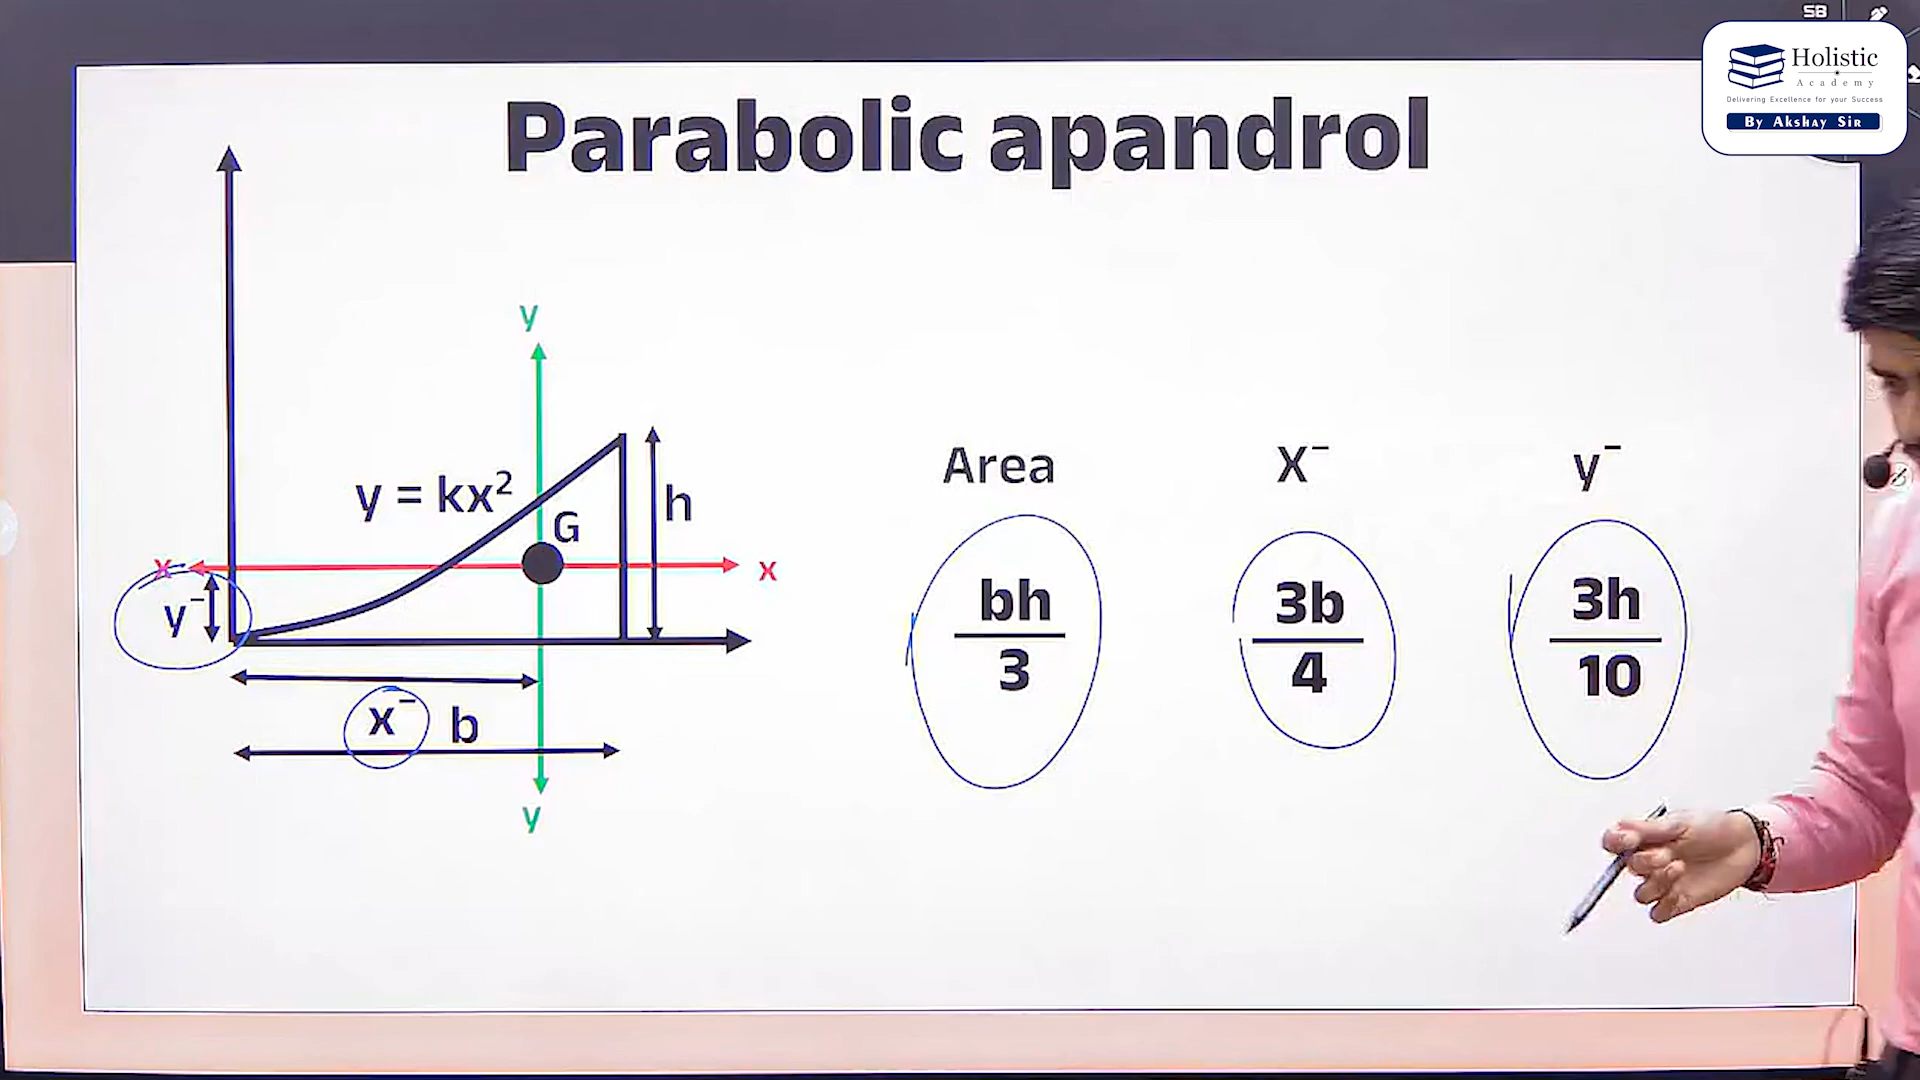 58
Holistic
Academy
Delivering Excellence for your Success
By Akshay Sir
Parabolic apandrol
y
y = kx²
G
h
x
x
y⁻
x⁻ b
y
Area
X⁻
y⁻
bh
3
3b
4
3h
10